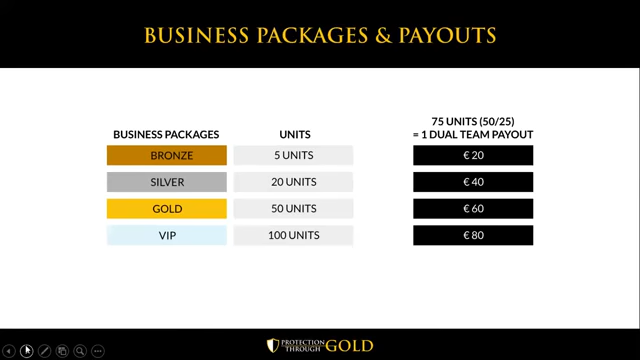 BUSINESS PACKAGES & PAYOUTS
75 UNITS (50/25)
BUSINESS PACKAGES UNITS = 1 DUAL TEAM PAYOUT
BRONZE 5 UNITS € 20
SILVER 20 UNITS € 40
GOLD 50 UNITS € 60
VIP 100 UNITS € 80
PROTECTION
THROUGH GOLD